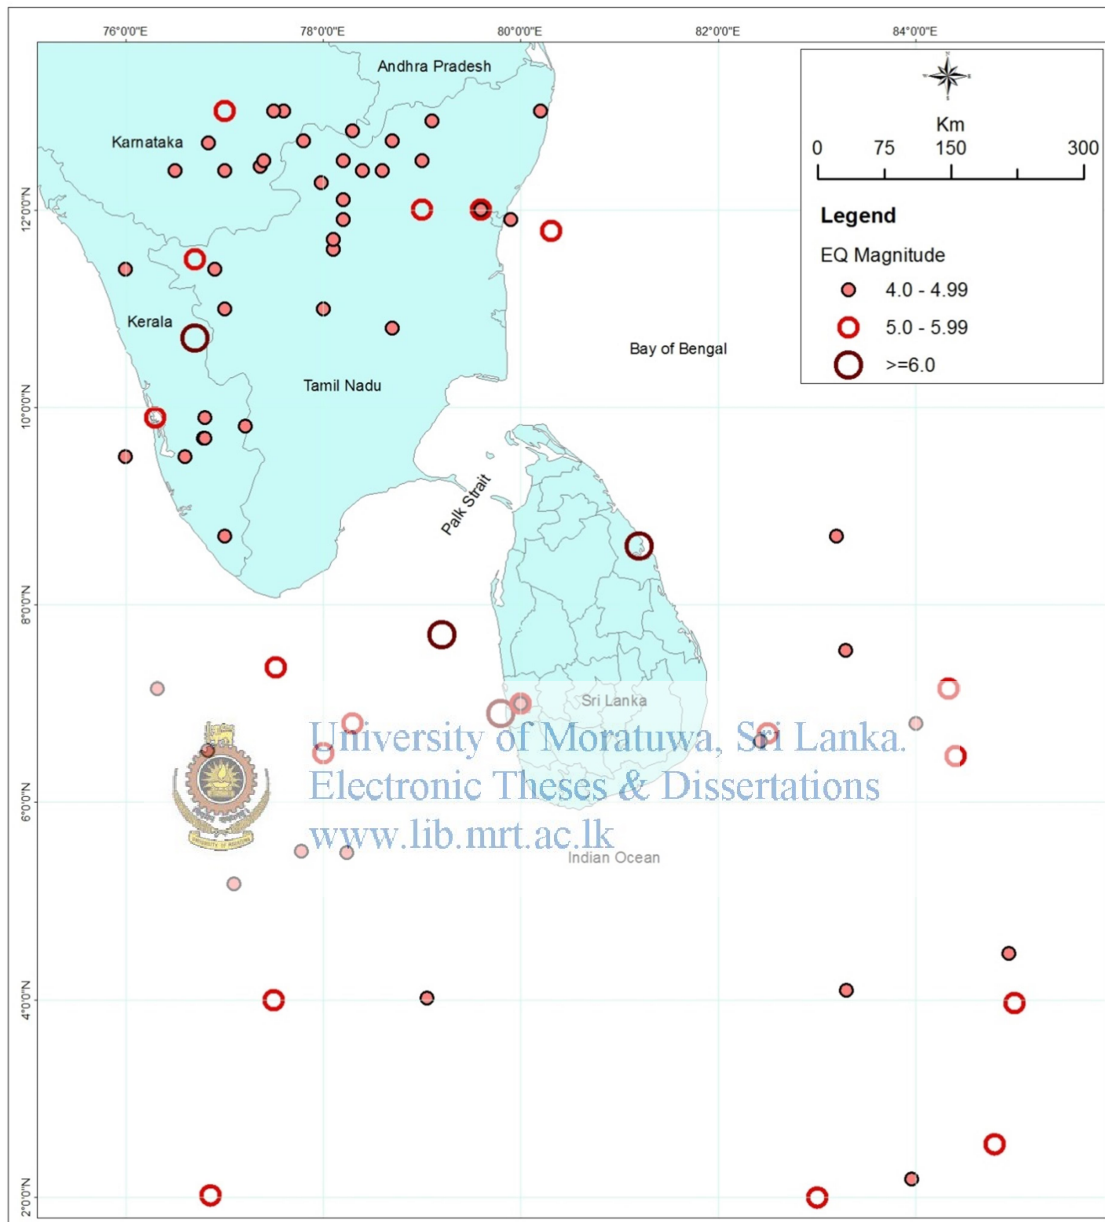 76°0'0"E 78°0'0"E 80°0'0"E 82°0'0"E 84°0'0"E
Andhra Pradesh
Karnataka
Km
0 75 150 300
12°0'0"N
Legend
EQ Magnitude
4.0 - 4.99
5.0 - 5.99
>=6.0
Kerala
Bay of Bengal
Tamil Nadu
10°0'0"N
Palk Strait
8°0'0"N
Sri Lanka
University of Moratuwa, Sri Lanka.
Electronic Theses & Dissertations
www.lib.mrt.ac.lk
6°0'0"N
UNIVERSITY OF MORATUWA
Indian Ocean
4°0'0"N
2°0'0"N